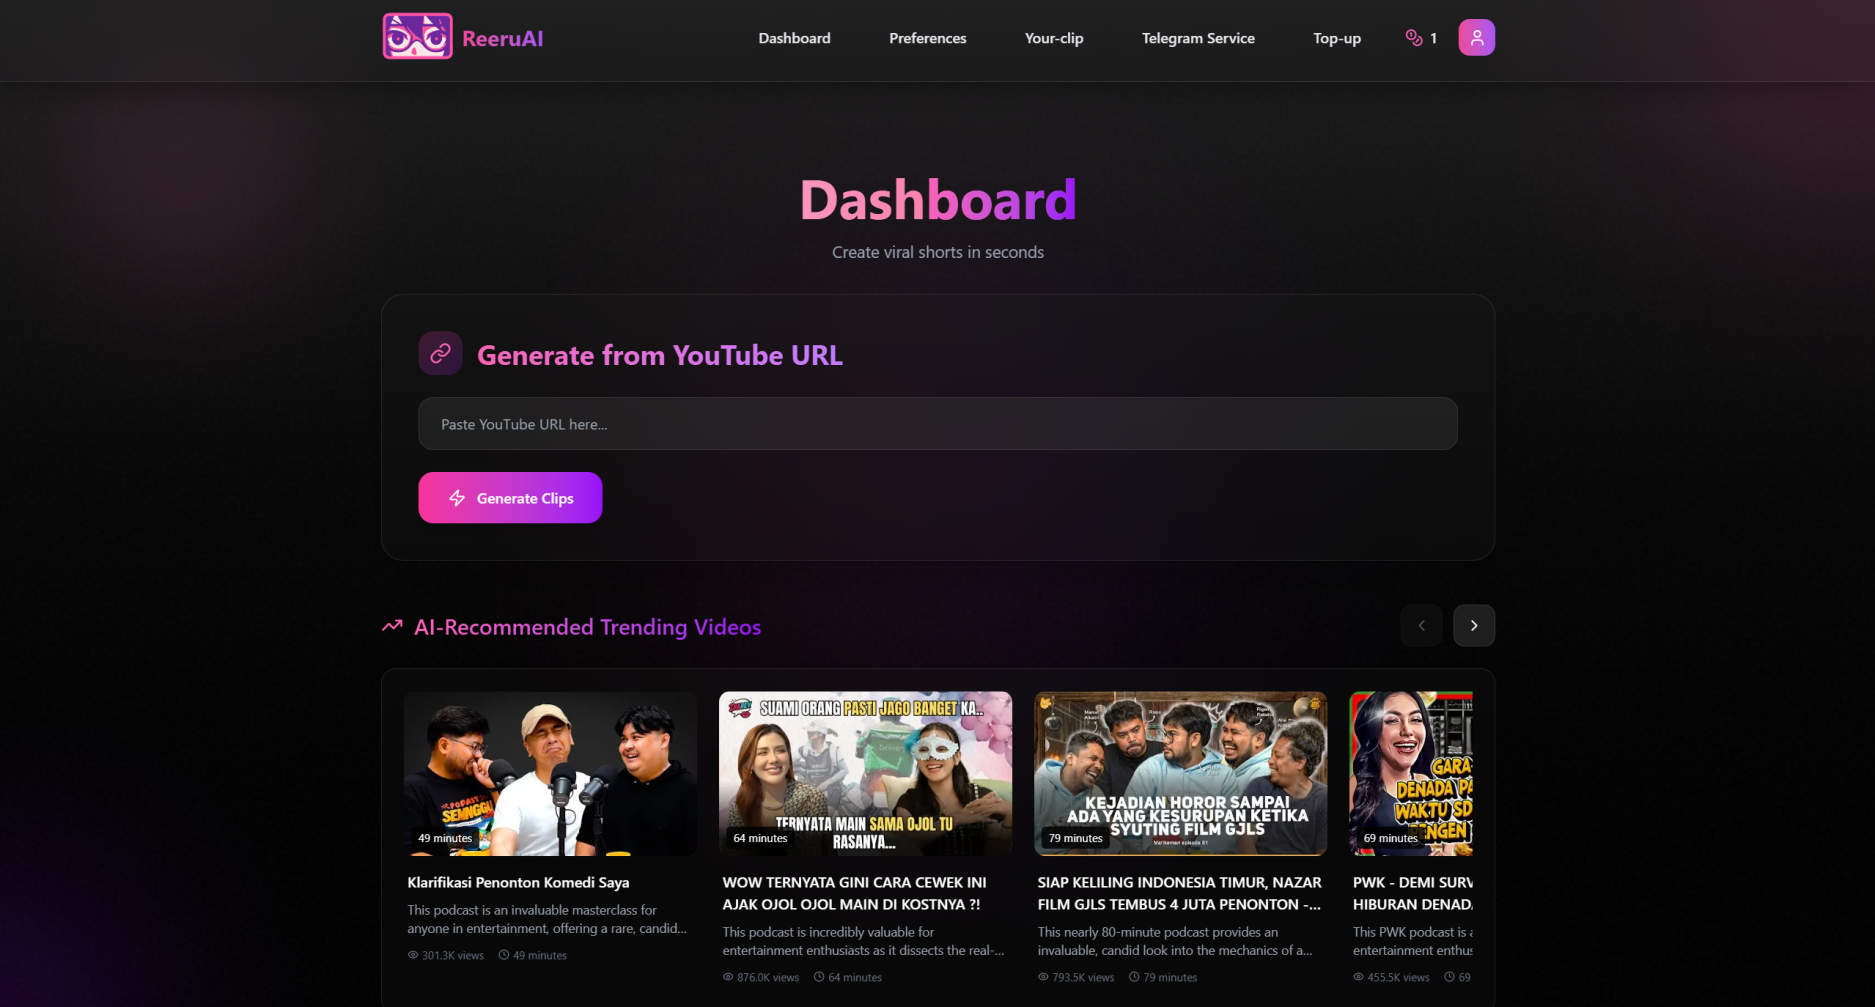 ReeruAI
Dashboard
Preferences
Your-clip
Telegram Service
Top-up
1
Dashboard
Create viral shorts in seconds
Generate from YouTube URL
Paste YouTube URL here...
Generate Clips
AI-Recommended Trending Videos
49 minutes
SUAMI ORANG PASTI JAGO BANGET KA..
TERNYATA MAIN SAMA OJOL TU
RASANYA...
64 minutes
KEJADIAN HOROR SAMPAI
ADA YANG KESURUPAN KETIKA
SYUTING FILM GJLS
79 minutes
GARA
DENADA PA
WAKTU SD
PENGEN
69 minutes
Klarifikasi Penonton Komedi Saya
This podcast is an invaluable masterclass for
anyone in entertainment, offering a rare, candid...
301.3K views
49 minutes
WOW TERNYATA GINI CARA CEWEK INI
AJAK OJOL OJOL MAIN DI KOSTNYA ?!
This podcast is incredibly valuable for
entertainment enthusiasts as it dissects the real-...
876.0K views
64 minutes
SIAP KELILING INDONESIA TIMUR, NAZAR
FILM GJLS TEMBUS 4 JUTA PENONTON -...
This nearly 80-minute podcast provides an
invaluable, candid look into the mechanics of a...
793.5K views
79 minutes
PWK - DEMI SURV
HIBURAN DENADA
This PWK podcast is a
entertainment enthus
455.5K views
69